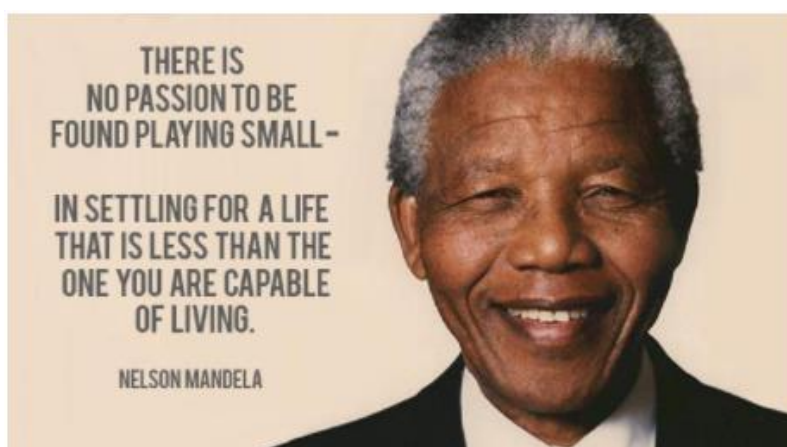 THERE IS
NO PASSION TO BE
FOUND PLAYING SMALL-
IN SETTLING FOR A LIFE
THAT IS LESS THAN THE
ONE YOU ARE CAPABLE
OF LIVING.
NELSON MANDELA